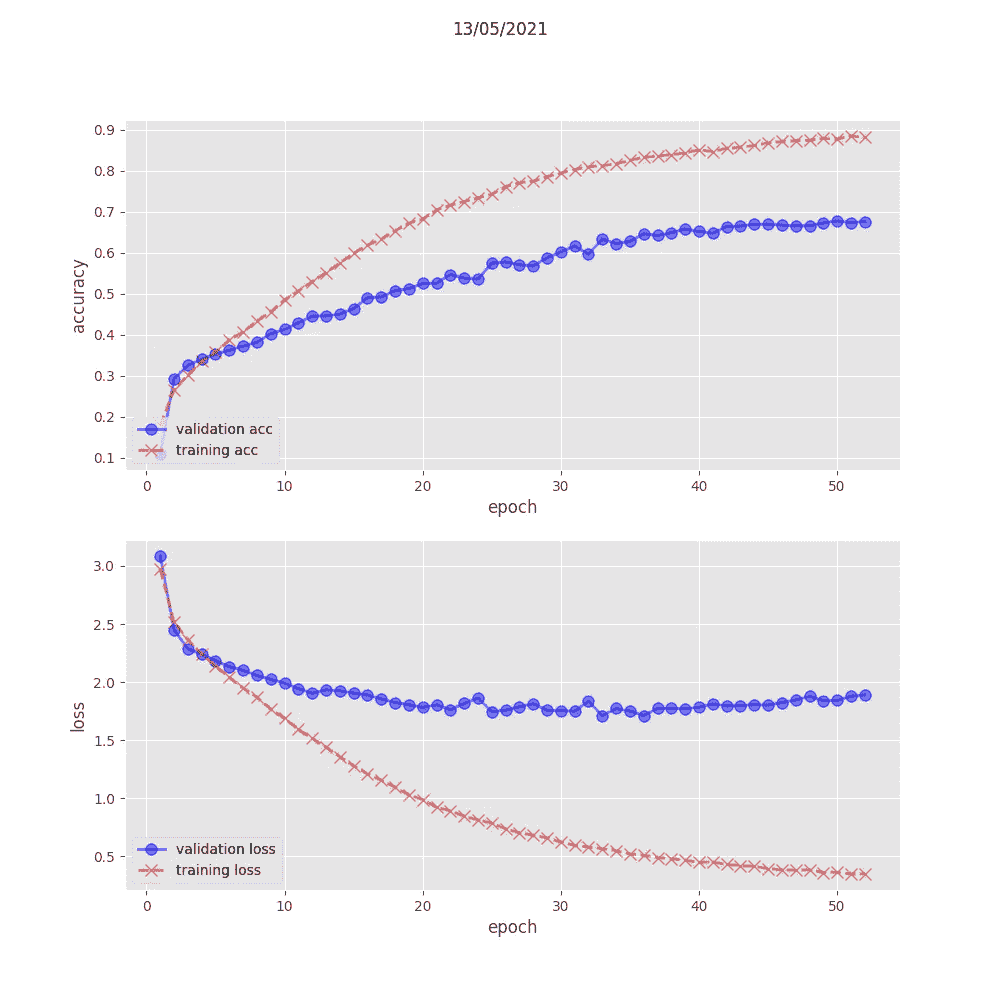 13/05/2021
0.9
0.8
0.7
0.6
0.5
0.4
0.3
0.2
0.1
accuracy
validation acc
training acc
0 10 20 30 40 50
epoch
3.0
2.5
2.0
1.5
1.0
0.5
loss
validation loss
training loss
0 10 20 30 40 50
epoch